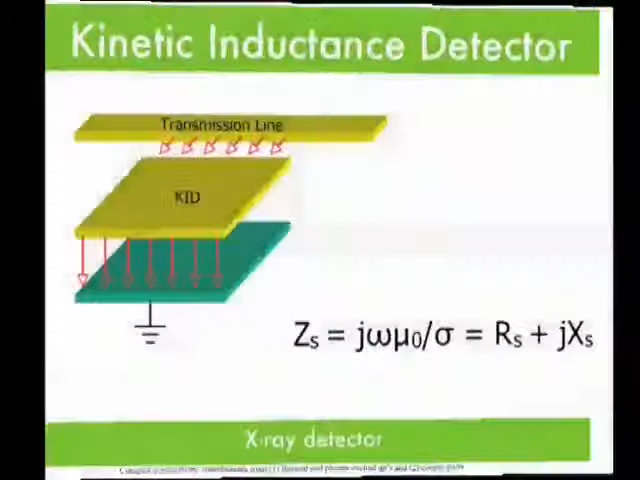 Kinetic Inductance Detector
Transmission Line
KID
Zs = jωμ0/σ = Rs + jXs
X-ray detector